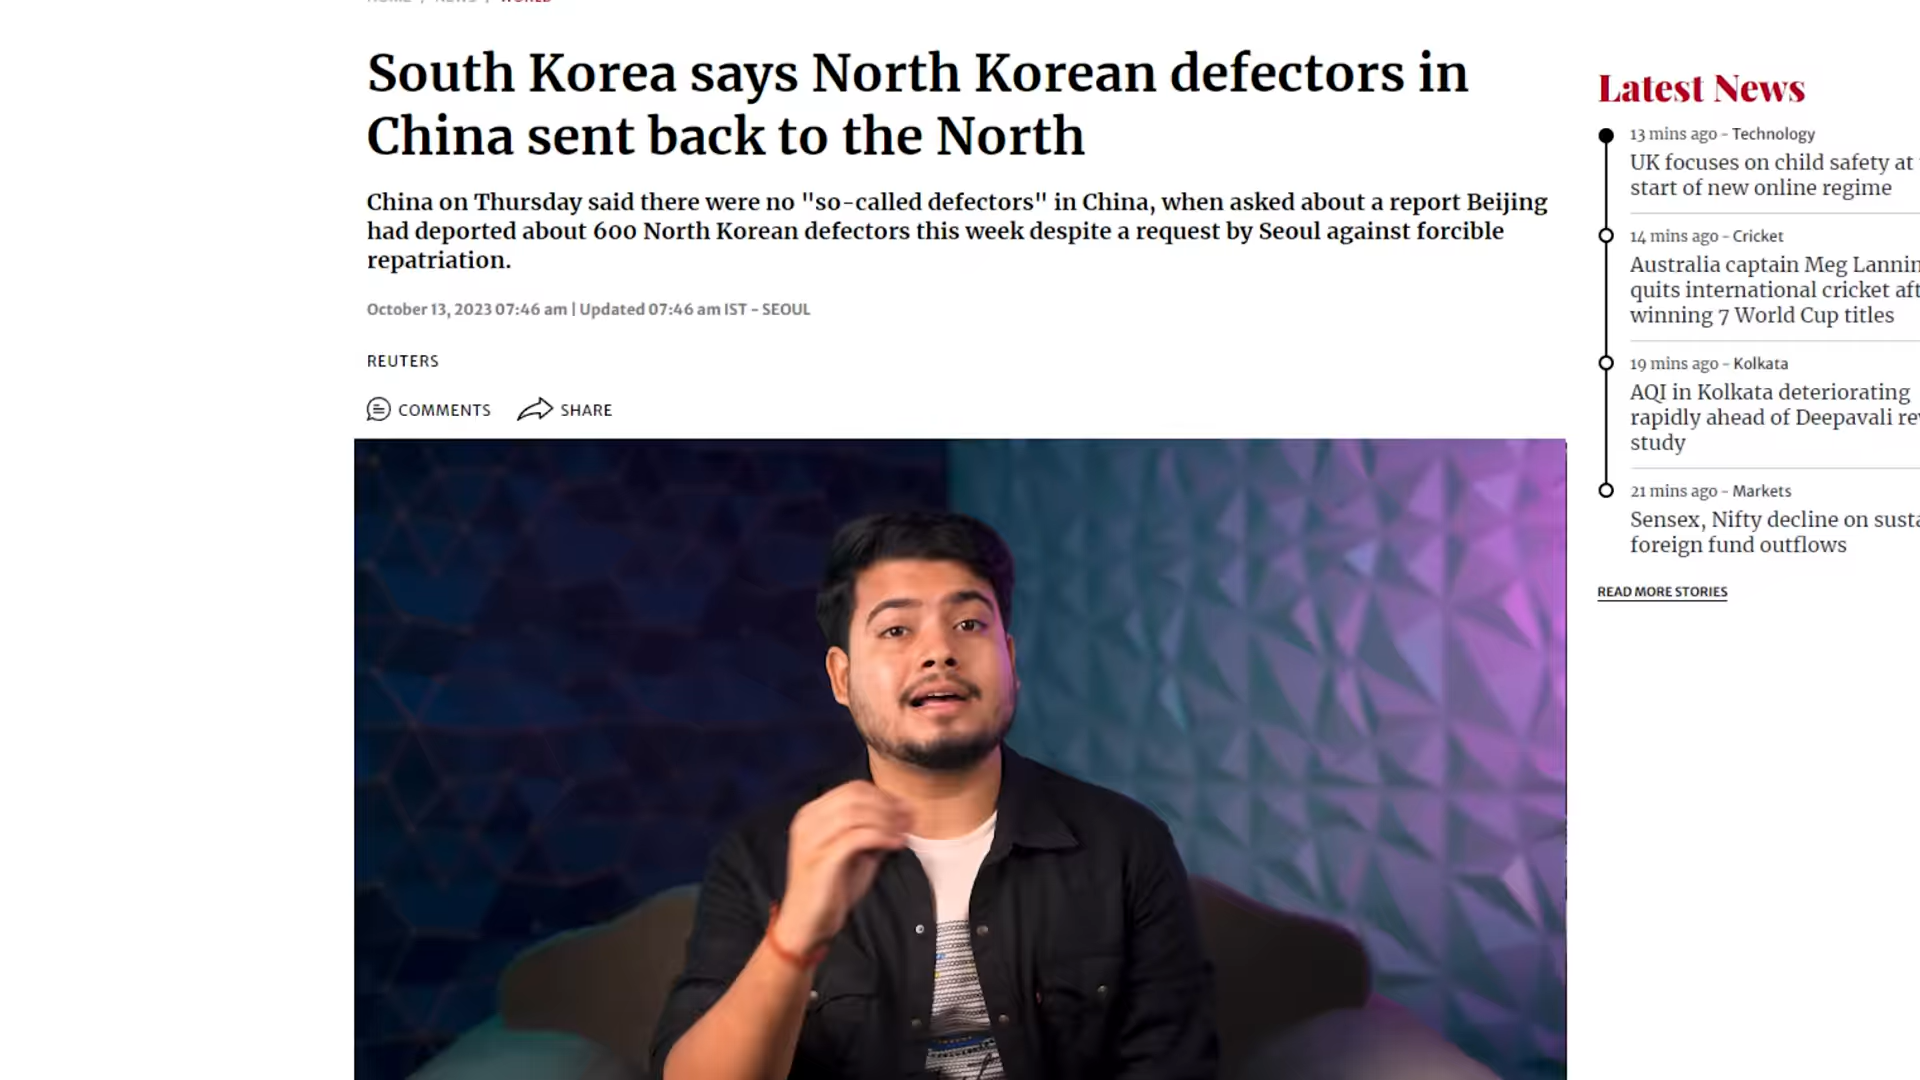 South Korea says North Korean defectors in
China sent back to the North
China on Thursday said there were no "so-called defectors" in China, when asked about a report Beijing
had deported about 600 North Korean defectors this week despite a request by Seoul against forcible
repatriation.
October 13, 2023 07:46 am | Updated 07:46 am IST - SEOUL
REUTERS
COMMENTS SHARE
Latest News
13 mins ago - Technology
UK focuses on child safety at
start of new online regime
14 mins ago - Cricket
Australia captain Meg Lannin
quits international cricket aft
winning 7 World Cup titles
19 mins ago - Kolkata
AQI in Kolkata deteriorating
rapidly ahead of Deepavali re
study
21 mins ago - Markets
Sensex, Nifty decline on susta
foreign fund outflows
READ MORE STORIES